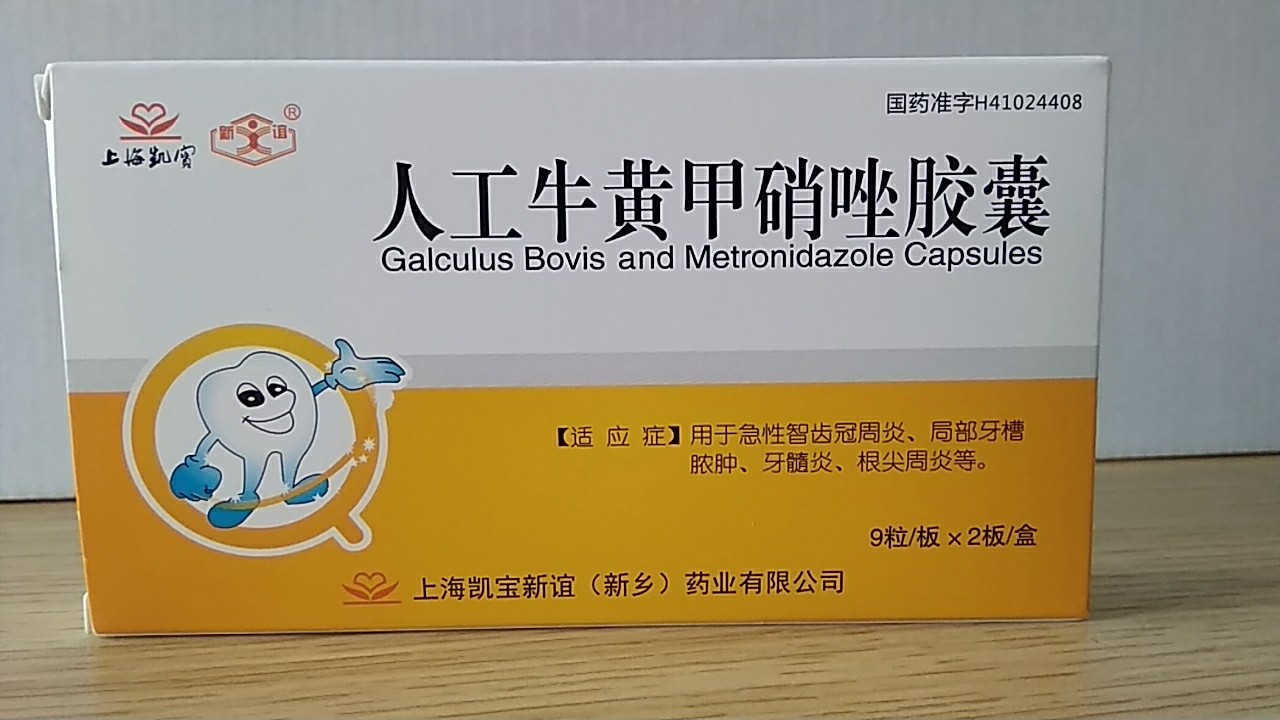 上海凯宝
新谊®
国药准字H41024408
人工牛黄甲硝唑胶囊
Galculus Bovis and Metronidazole Capsules
【适应症】用于急性智齿冠周炎、局部牙槽
脓肿、牙髓炎、根尖周炎等。
9粒/板×2板/盒
上海凯宝新谊（新乡）药业有限公司